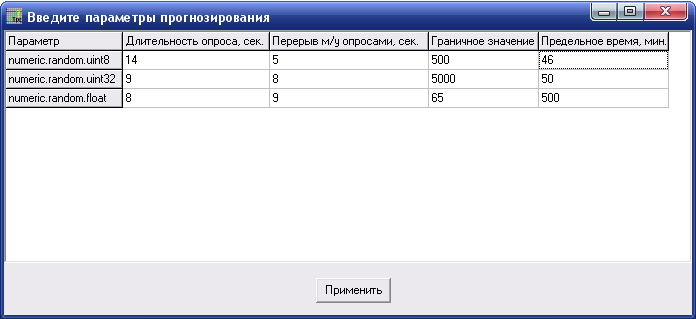 Введите параметры прогнозирования
Параметр Длительность опроса, сек. Перерыв м/у опросами, сек. Граничное значение Предельное время, мин.
numeric.random.uint8 14 5 500 46
numeric.random.uint32 9 8 5000 50
numeric.random.float 8 9 65 500
Применить